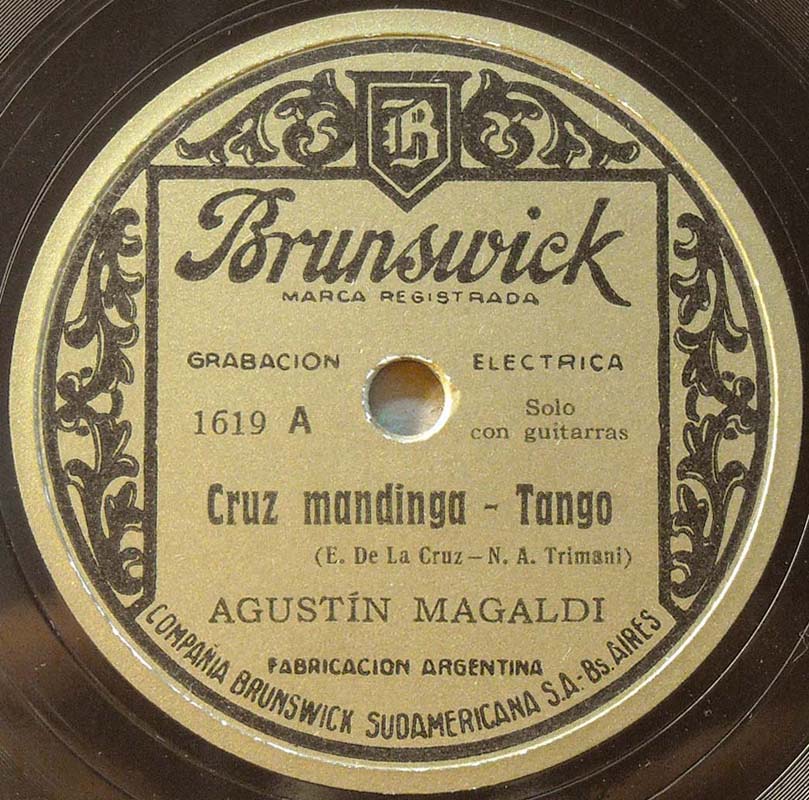 B
Brunswick
MARCA REGISTRADA
GRABACION ELECTRICA
1619 A
Solo
con guitarras
Cruz mandinga - Tango
(E. De La Cruz — N. A. Trimani)
AGUSTÍN MAGALDI
FABRICACION ARGENTINA
COMPAÑIA BRUNSWICK SUDAMERICANA S.A.- Bs. AIRES